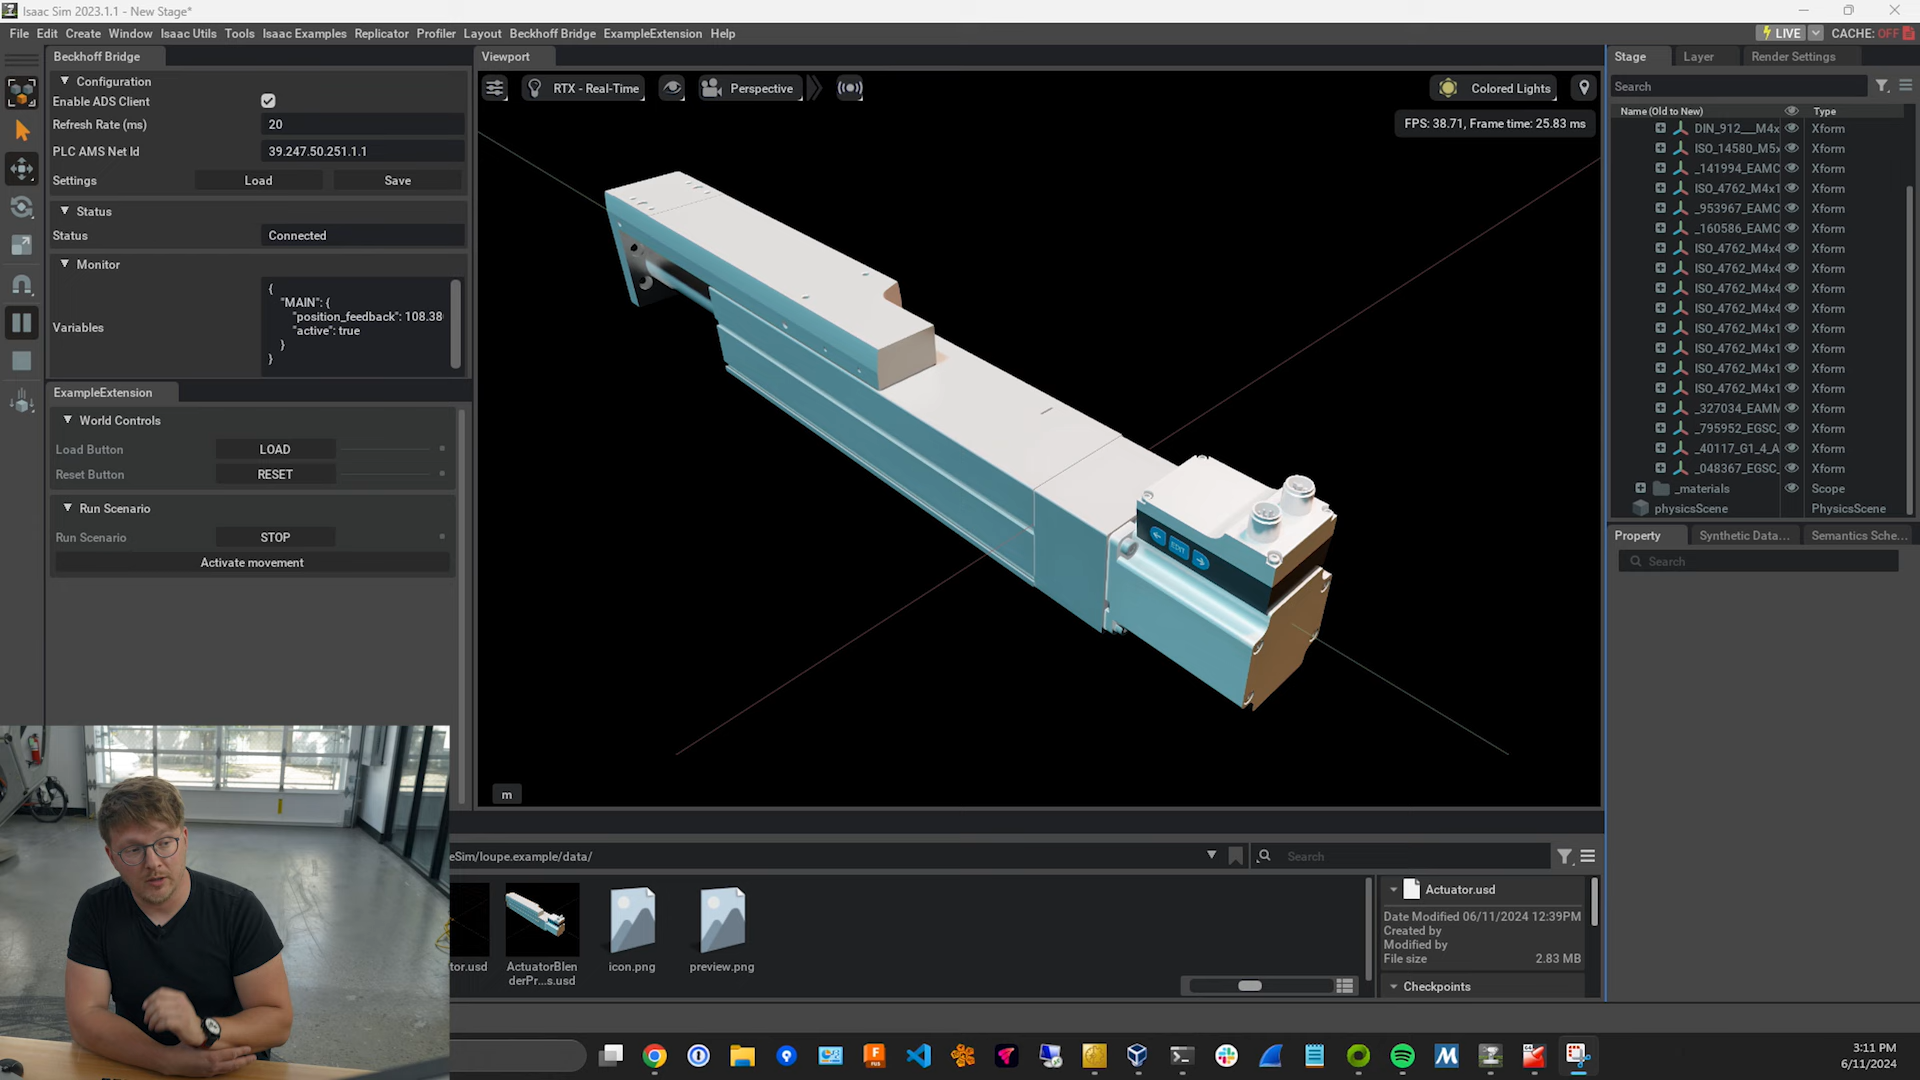 Isaac Sim 2023.1.1 - New Stage*
File Edit Create Window Isaac Utils Tools Isaac Examples Replicator Profiler Layout Beckhoff Bridge ExampleExtension Help
LIVE CACHE: OFF
Beckhoff Bridge
Configuration
Enable ADS Client
Refresh Rate (ms) 20
PLC AMS Net Id 39.247.50.251.1.1
Settings Load Save
Status
Status Connected
Monitor
Variables
{
"MAIN": {
"position_feedback": 108.38
"active": true
}
}
ExampleExtension
World Controls
Load Button LOAD
Reset Button RESET
Run Scenario
Run Scenario STOP
Activate movement
Viewport
RTX - Real-Time
Perspective
Colored Lights
FPS: 38.71, Frame time: 25.83 ms
EDIT
m
Stage Layer Render Settings
Search
Name (Old to New) Type
DIN_912__M4x Xform
ISO_14580_M5x Xform
_141994_EAMC Xform
ISO_4762_M4x1 Xform
_953967_EAMC Xform
_160586_EAMC Xform
ISO_4762_M4x4 Xform
ISO_4762_M4x4 Xform
ISO_4762_M4x4 Xform
ISO_4762_M4x4 Xform
ISO_4762_M4x1 Xform
ISO_4762_M4x1 Xform
ISO_4762_M4x1 Xform
ISO_4762_M4x1 Xform
_327034_EAMM Xform
_795952_EGSC_ Xform
_40117_G1_4_A Xform
_048367_EGSC_ Xform
_materials Scope
physicsScene PhysicsScene
Property Synthetic Data... Semantics Sche...
Search
eSim/loupe.example/data/
Search
tor.usd
ActuatorBlen
derPr...s.usd
icon.png
preview.png
Actuator.usd
Date Modified 06/11/2024 12:39PM
Created by
Modified by
File size 2.83 MB
Checkpoints
3:11 PM
6/11/2024